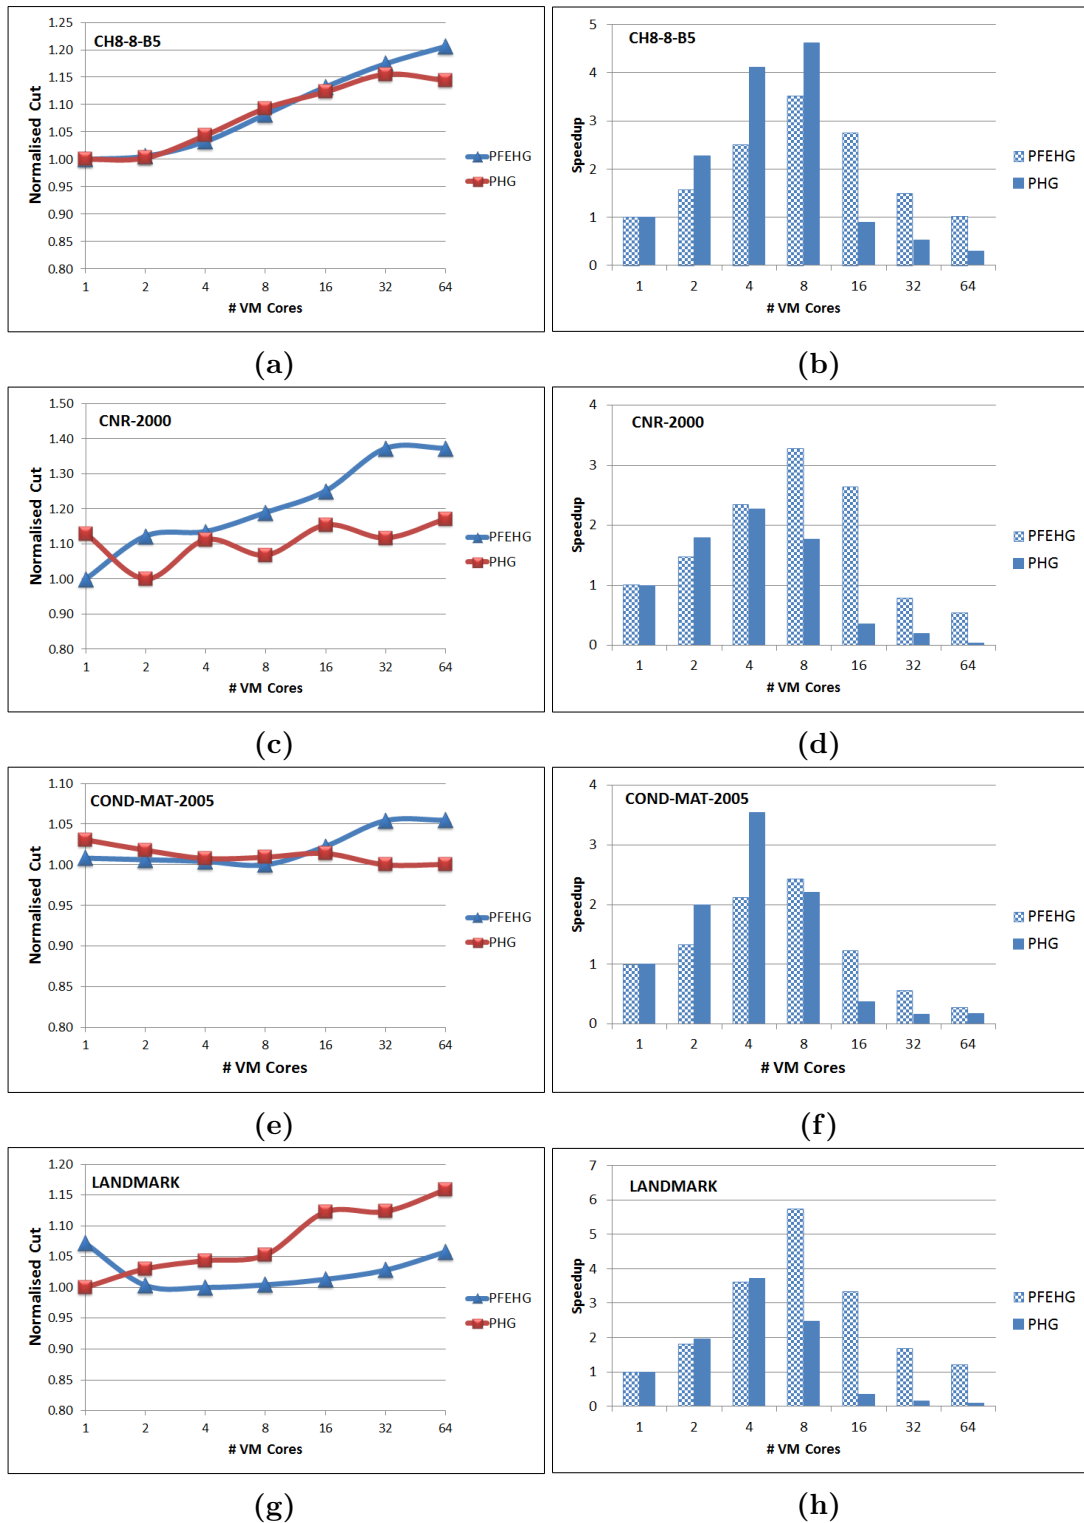 CH8-8-B5
Normalised Cut
1.25
1.20
1.15
1.10
1.05
1.00
0.95
0.90
0.85
0.80
1 2 4 8 16 32 64
# VM Cores
PFEHG
PHG
(a)
CH8-8-B5
Speedup
5
4
3
2
1
0
1 2 4 8 16 32 64
# VM Cores
PFEHG
PHG
(b)
CNR-2000
Normalised Cut
1.50
1.40
1.30
1.20
1.10
1.00
0.90
0.80
1 2 4 8 16 32 64
# VM Cores
PFEHG
PHG
(c)
CNR-2000
Speedup
4
3
2
1
0
1 2 4 8 16 32 64
# VM Cores
PFEHG
PHG
(d)
COND-MAT-2005
Normalised Cut
1.10
1.05
1.00
0.95
0.90
0.85
0.80
1 2 4 8 16 32 64
# VM Cores
PFEHG
PHG
(e)
COND-MAT-2005
Speedup
4
3
2
1
0
1 2 4 8 16 32 64
# VM Cores
PFEHG
PHG
(f)
LANDMARK
Normalised Cut
1.20
1.15
1.10
1.05
1.00
0.95
0.90
0.85
0.80
1 2 4 8 16 32 64
# VM Cores
PFEHG
PHG
(g)
LANDMARK
Speedup
7
6
5
4
3
2
1
0
1 2 4 8 16 32 64
# VM Cores
PFEHG
PHG
(h)